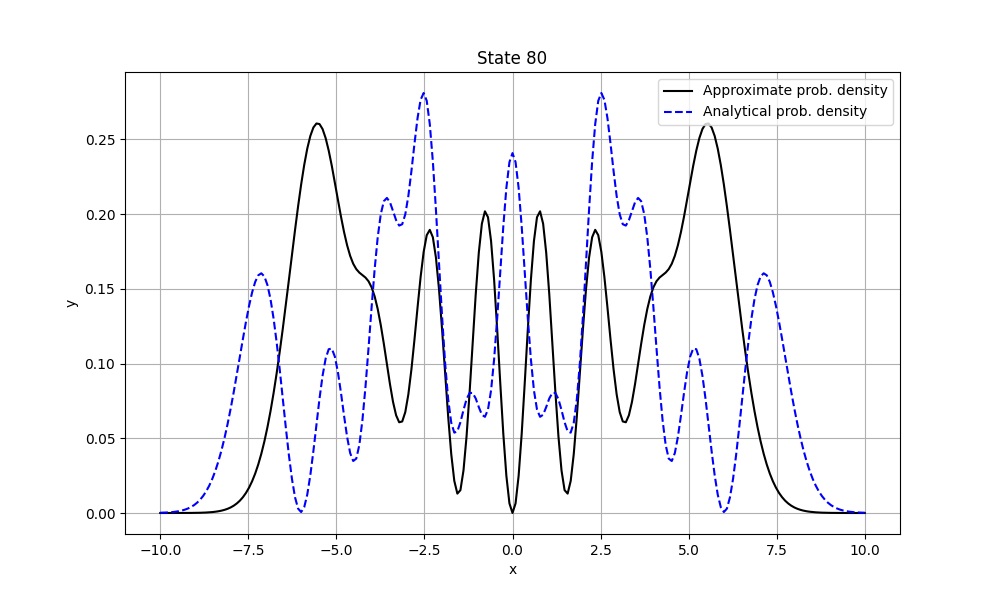 State 80
Approximate prob. density
Analytical prob. density
0.25
0.20
0.15
0.10
0.05
0.00
y
−10.0 −7.5 −5.0 −2.5 0.0 2.5 5.0 7.5 10.0
x